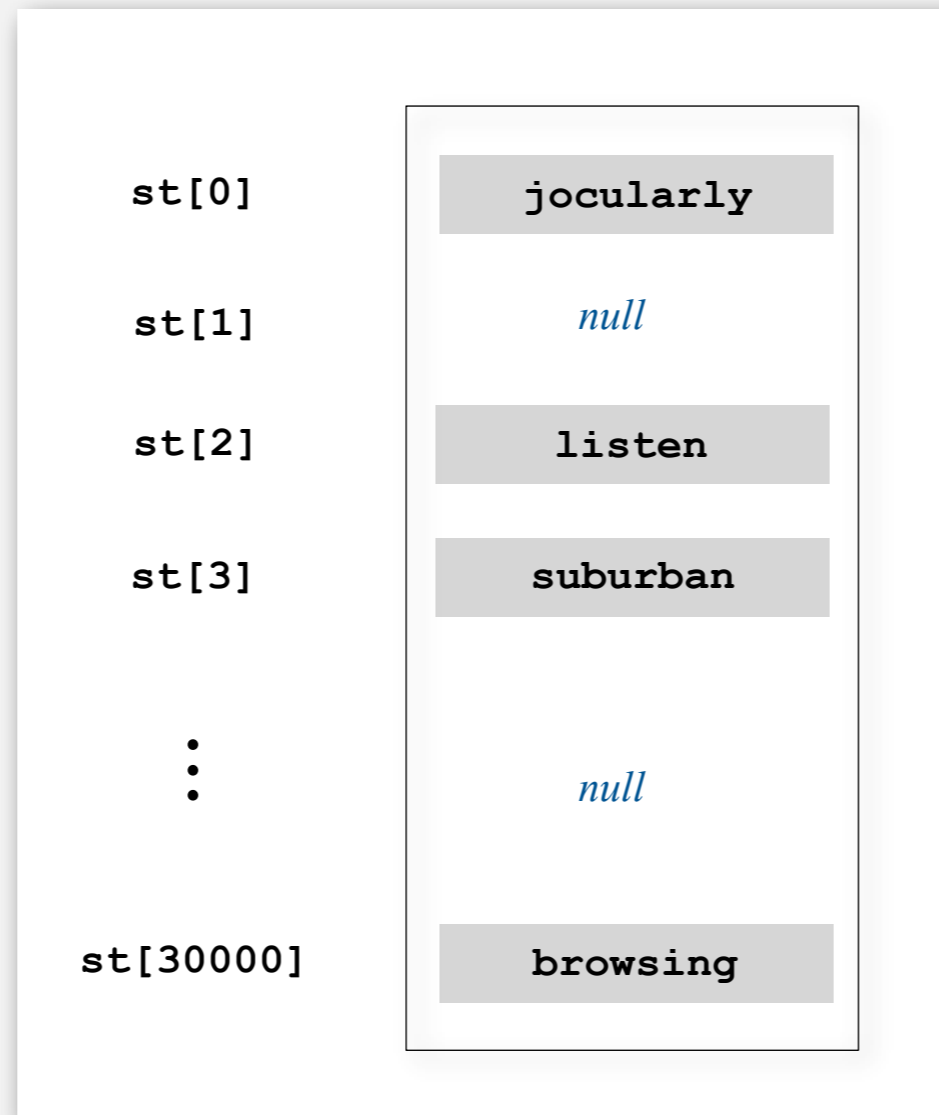 st[0] jocularly
st[1] null
st[2] listen
st[3] suburban
null
st[30000] browsing